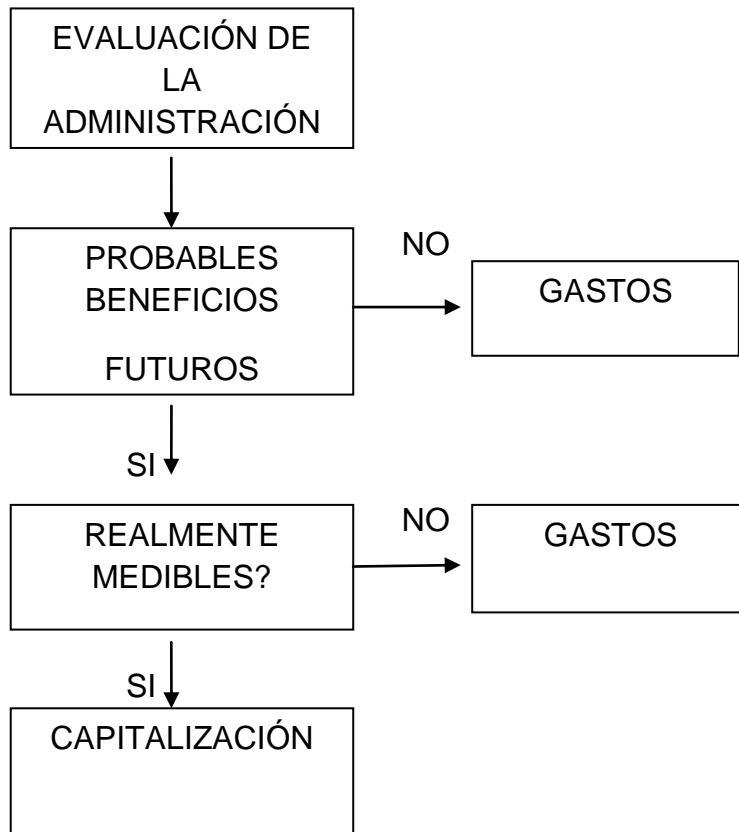 EVALUACIÓN DE
LA
ADMINISTRACIÓN
PROBABLES
BENEFICIOS
FUTUROS
NO
GASTOS
SI
REALMENTE
MEDIBLES?
NO
GASTOS
SI
CAPITALIZACIÓN